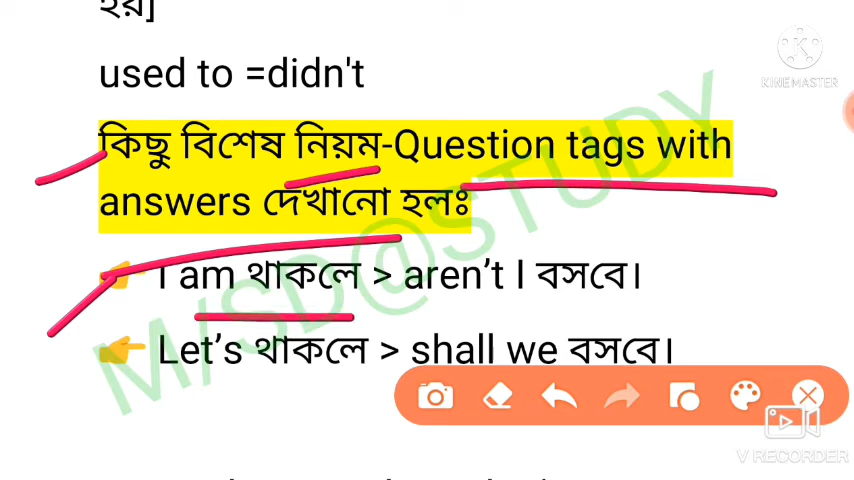 হয়]
used to =didn't
কিছু বিশেষ নিয়ম-Question tags with
answers দেখানো হলঃ
👉 I am থাকলে > aren't I বসবে।
👉 Let's থাকলে > shall we বসবে।
M/SD@STUDY
KINEMASTER
V RECORDER